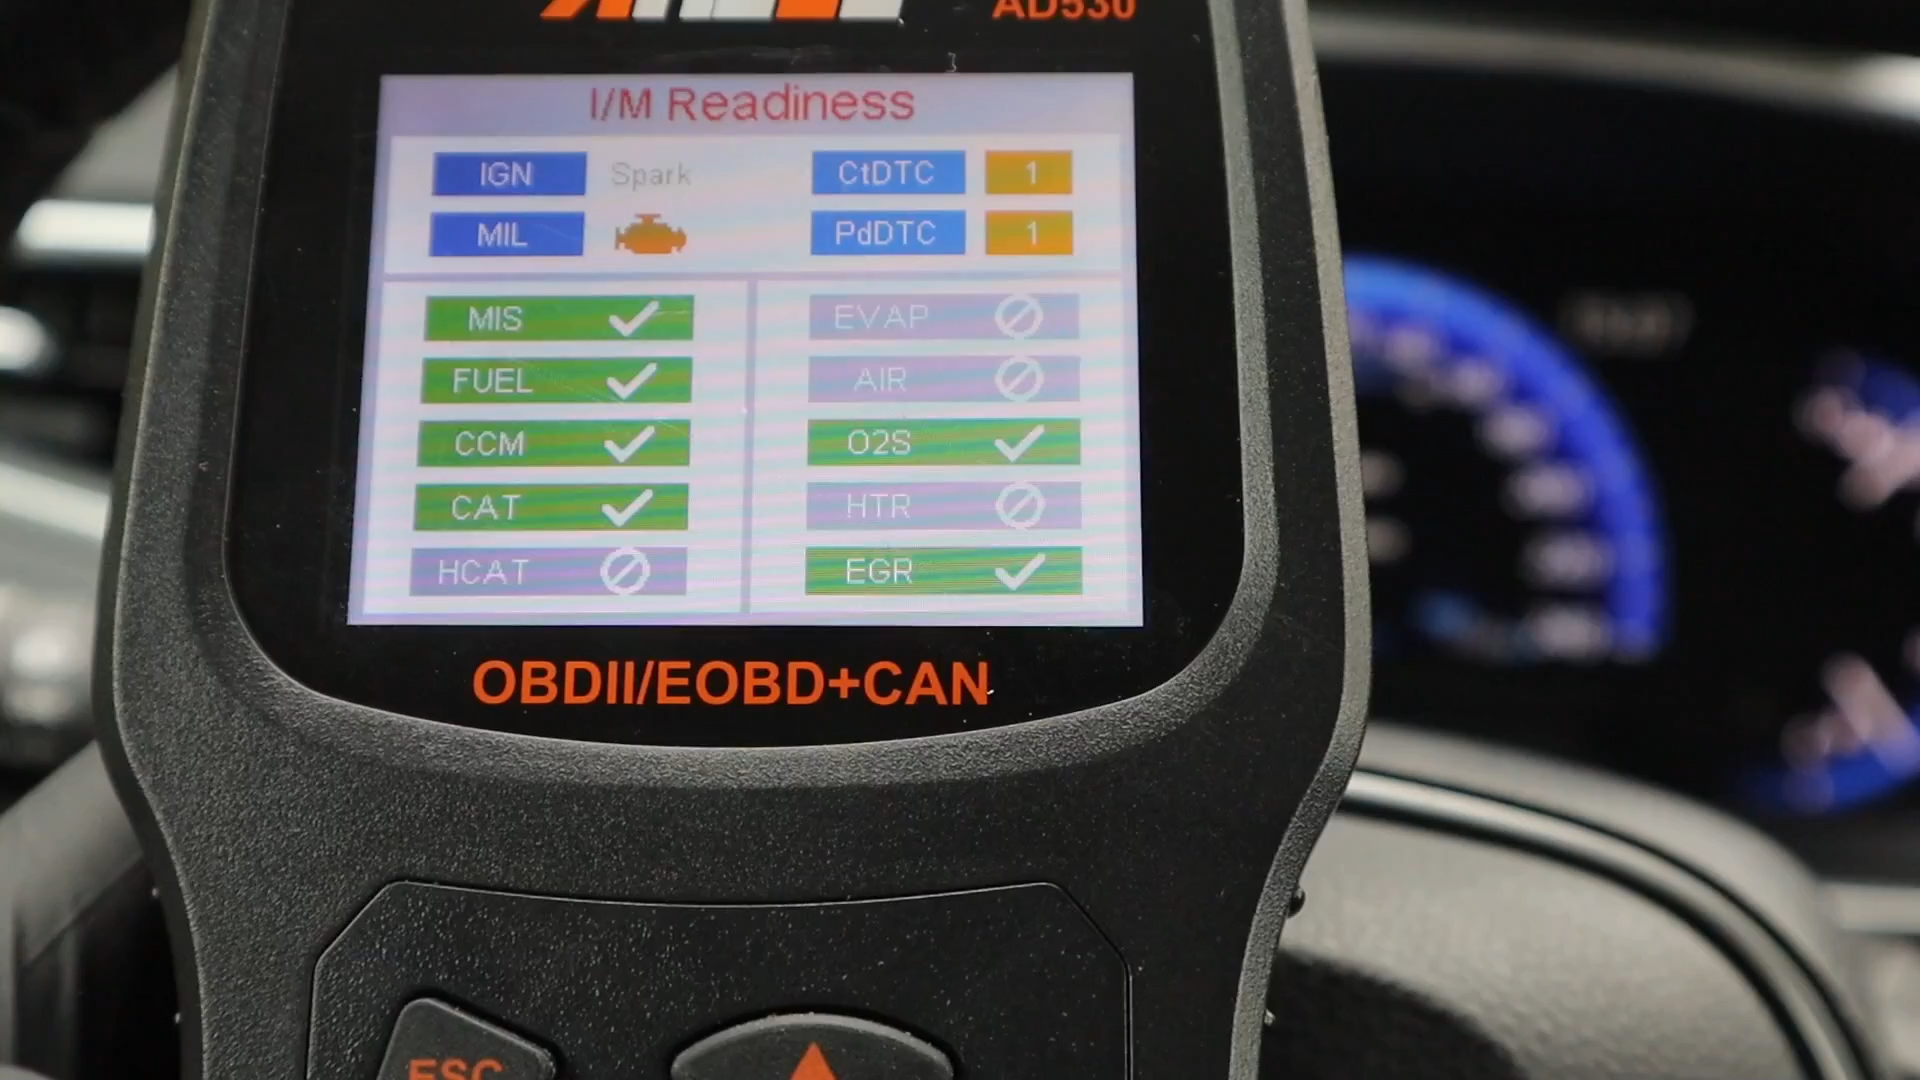 AD530
I/M Readiness
IGN Spark CtDTC 1
MIL PdDTC 1
MIS EVAP
FUEL AIR
CCM O2S
CAT HTR
HCAT EGR
OBDII/EOBD+CAN
ESC